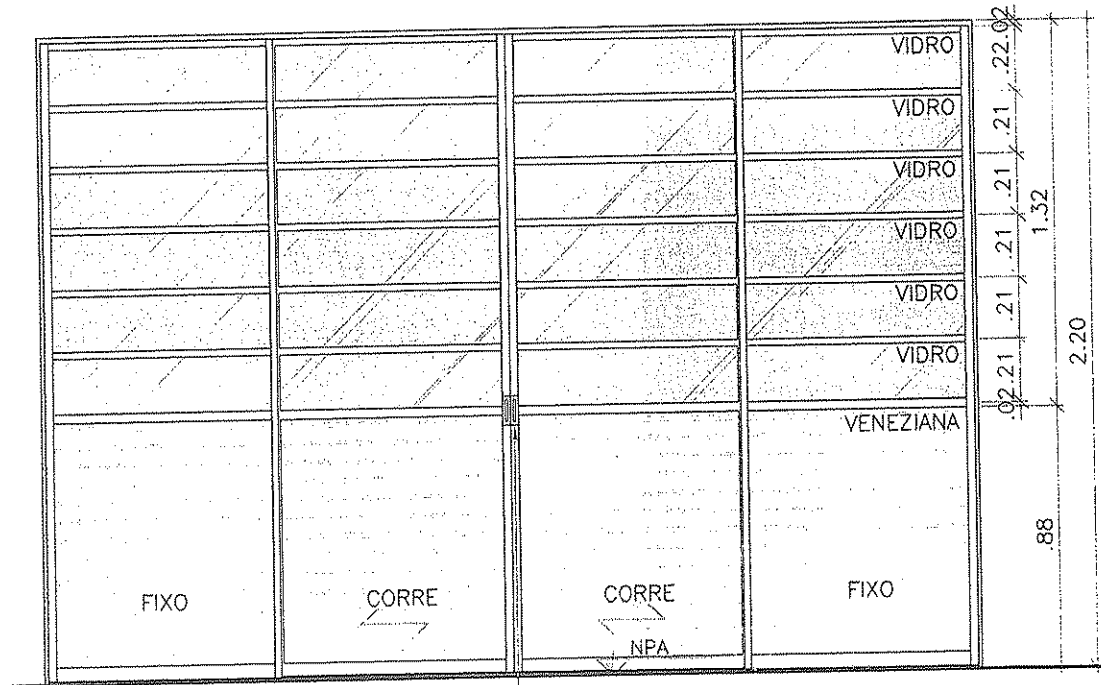 VIDRO
VIDRO
VIDRO
VIDRO
VIDRO
VIDRO
VENEZIANA
FIXO
CORRE
CORRE
FIXO
NPA
.02
.22
.21
.21
.21
.21
.21
.02
1.32
.88
2.20